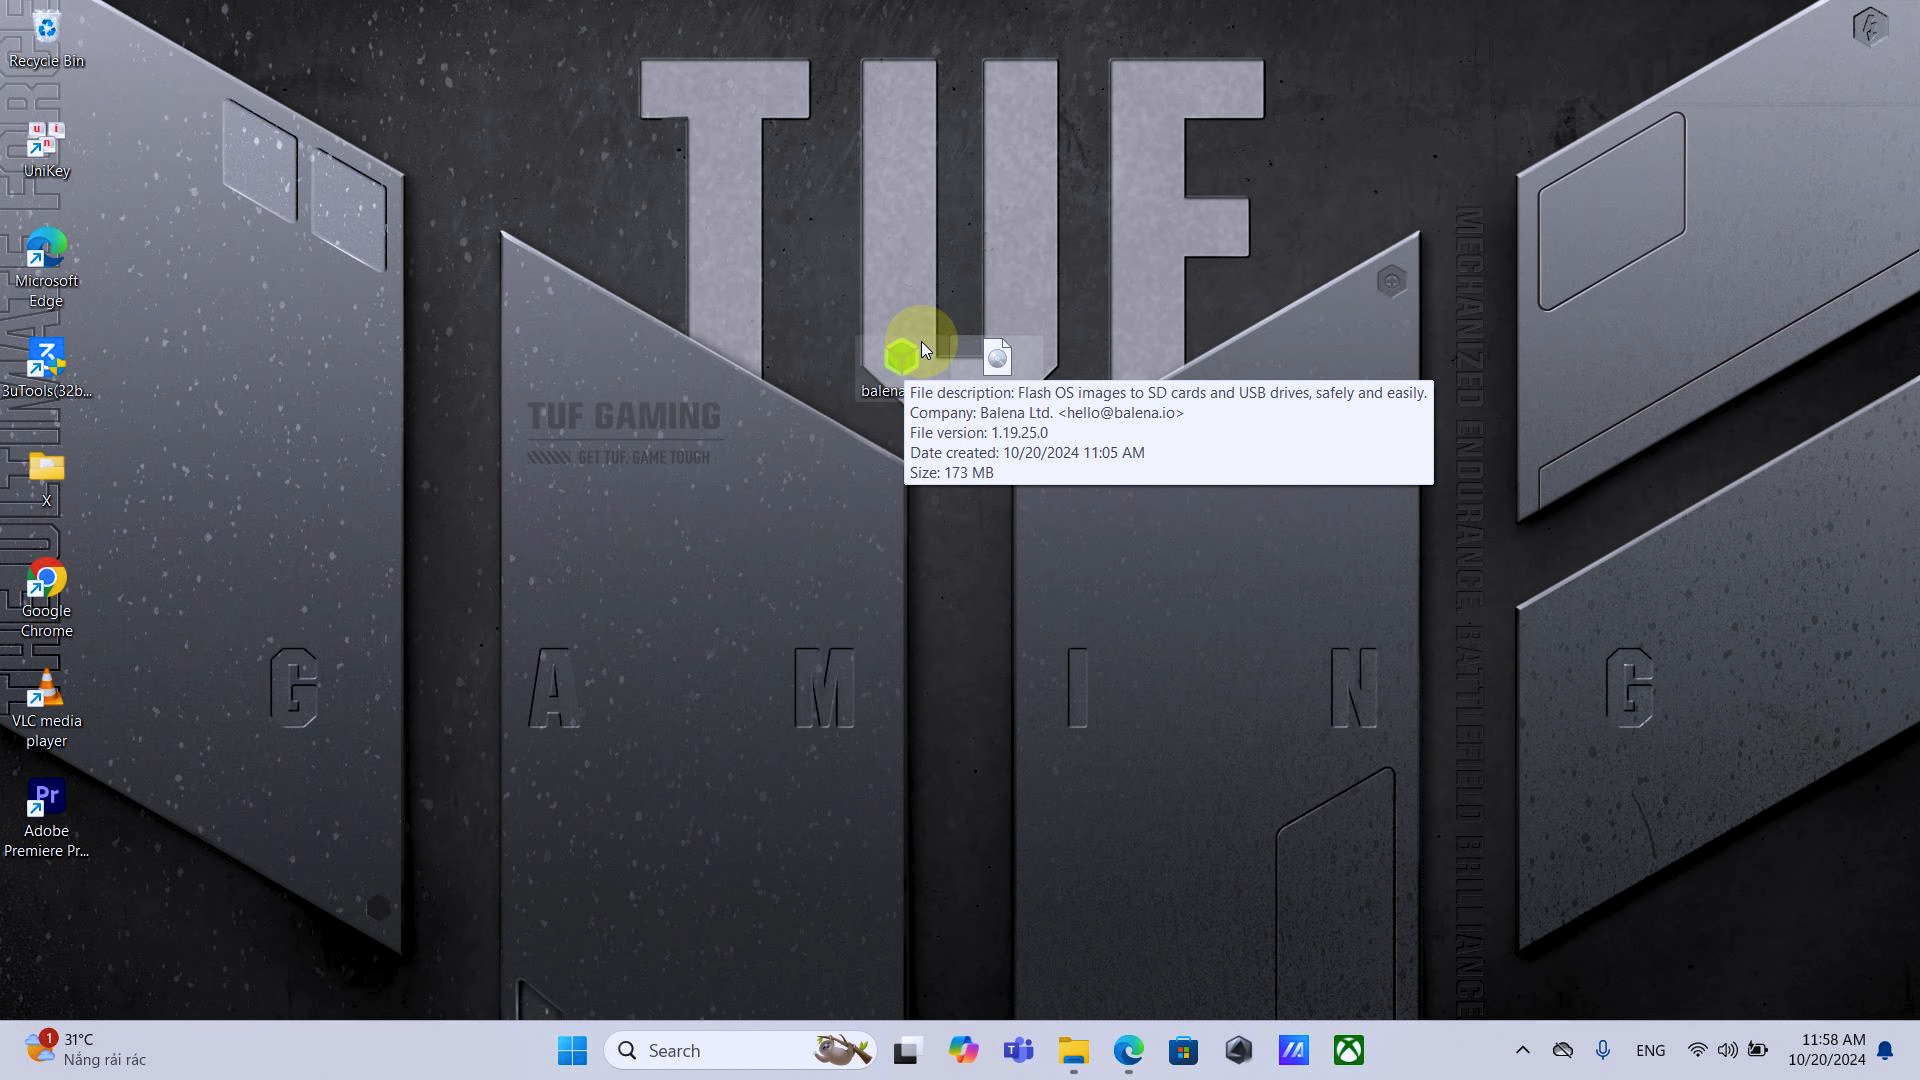 Recycle Bin
UniKey
Microsoft
Edge
3uTools(32b...
X
Google
Chrome
VLC media
player
Pr
Adobe
Premiere Pr...
TUF
TUF GAMING
GET TUF. GAME TOUGH
balena
File description: Flash OS images to SD cards and USB drives, safely and easily.
Company: Balena Ltd. <hello@balena.io>
File version: 1.19.25.0
Date created: 10/20/2024 11:05 AM
Size: 173 MB
G A M I N G
MECHANIZED ENDURANCE, BATTLEFIELD BRILLIANCE
1
31°C
Nắng rải rác
Search
ENG
11:58 AM
10/20/2024